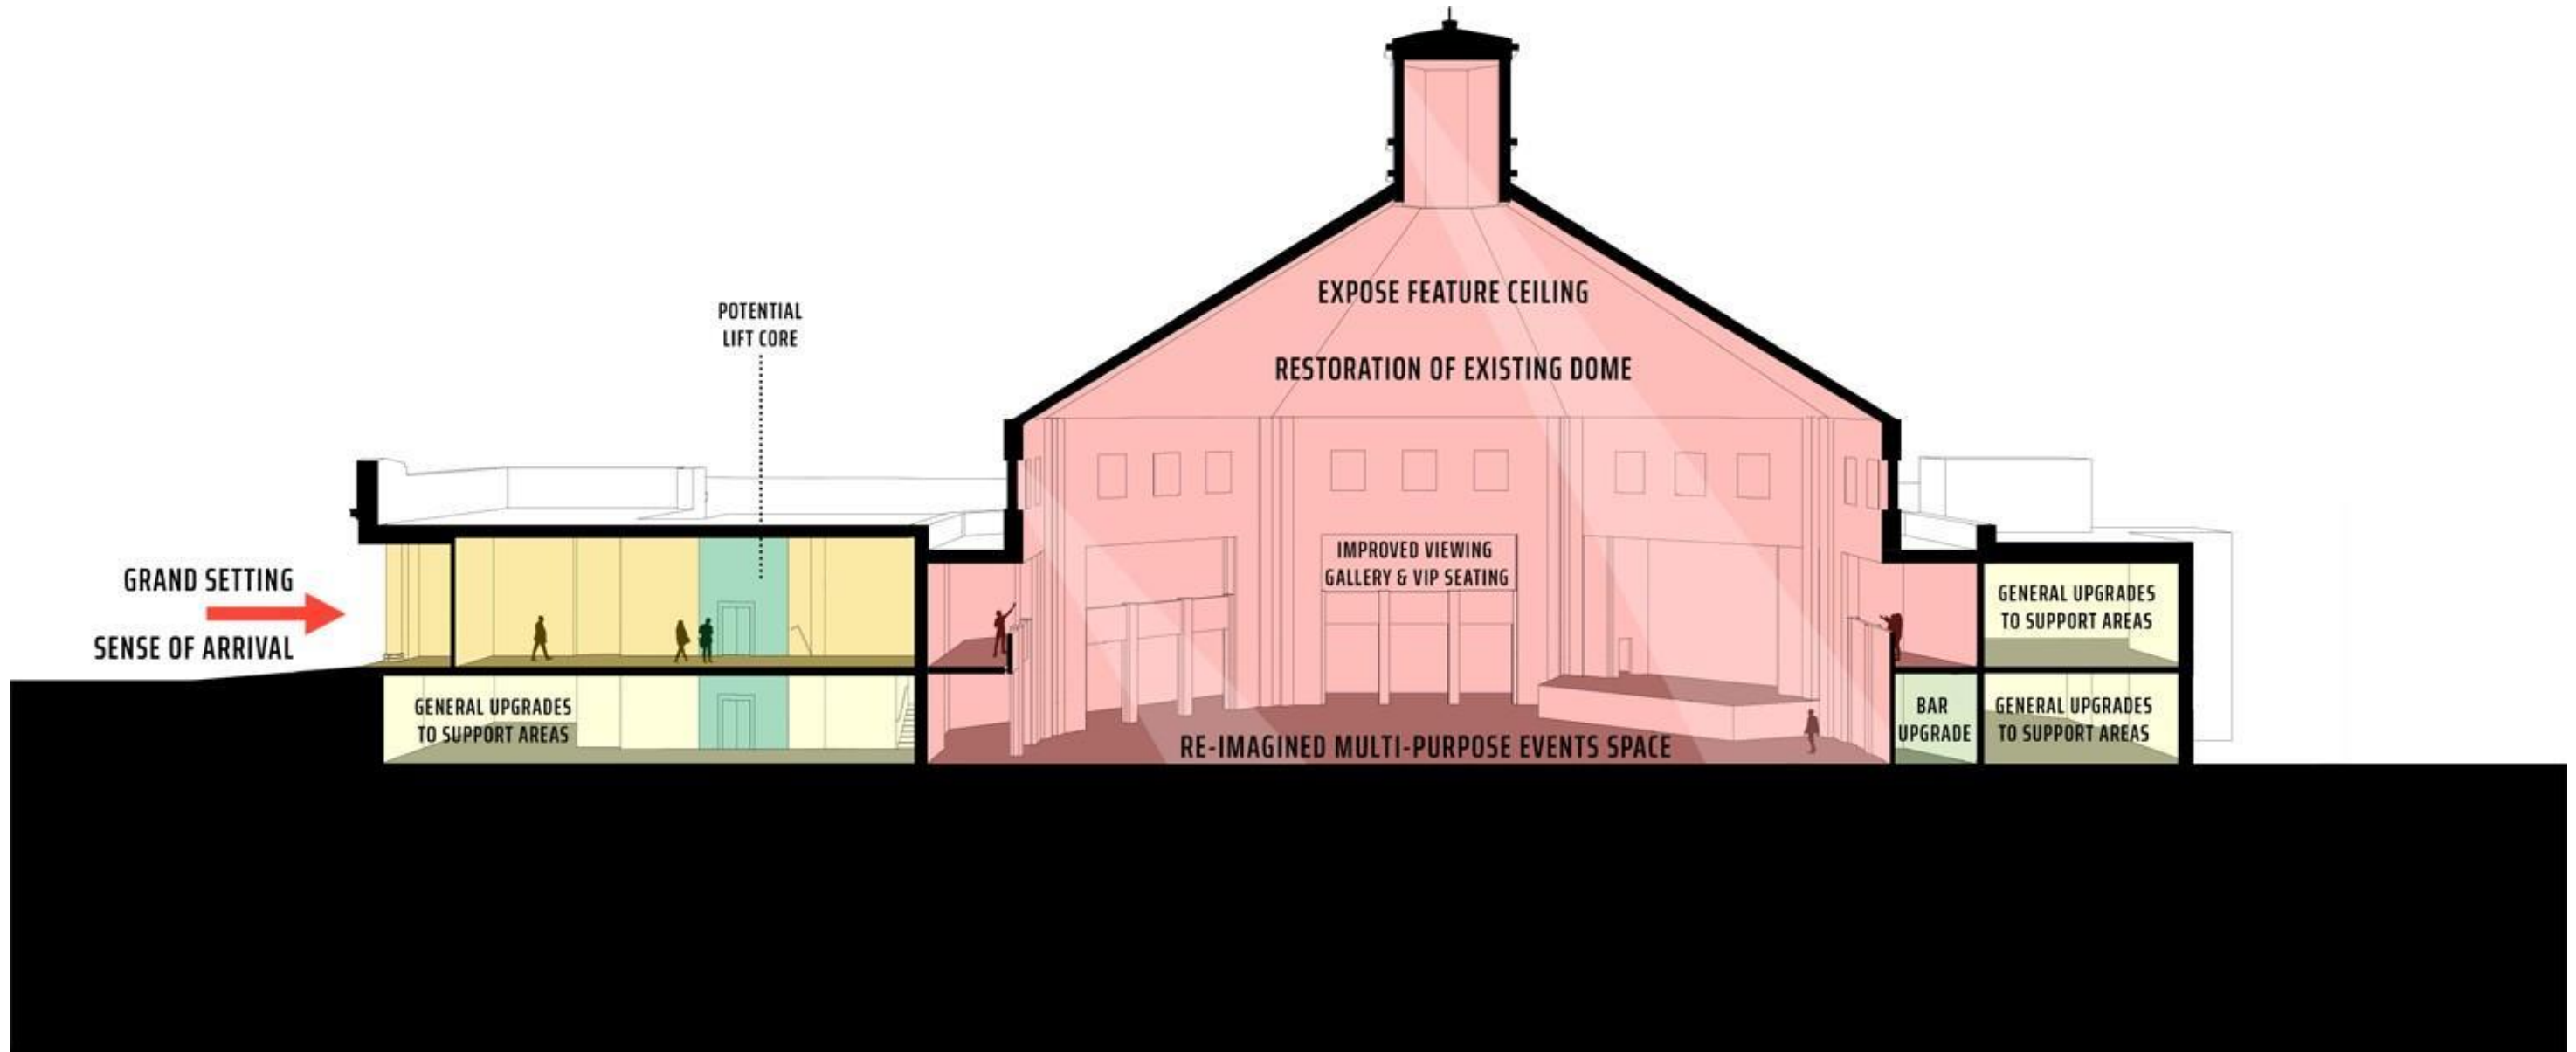 EXPOSE FEATURE CEILING
POTENTIAL
LIFT CORE
RESTORATION OF EXISTING DOME
IMPROVED VIEWING
GALLERY & VIP SEATING
GRAND SETTING
SENSE OF ARRIVAL
GENERAL UPGRADES
TO SUPPORT AREAS
GENERAL UPGRADES
TO SUPPORT AREAS
RE-IMAGINED MULTI-PURPOSE EVENTS SPACE
BAR
UPGRADE
GENERAL UPGRADES
TO SUPPORT AREAS